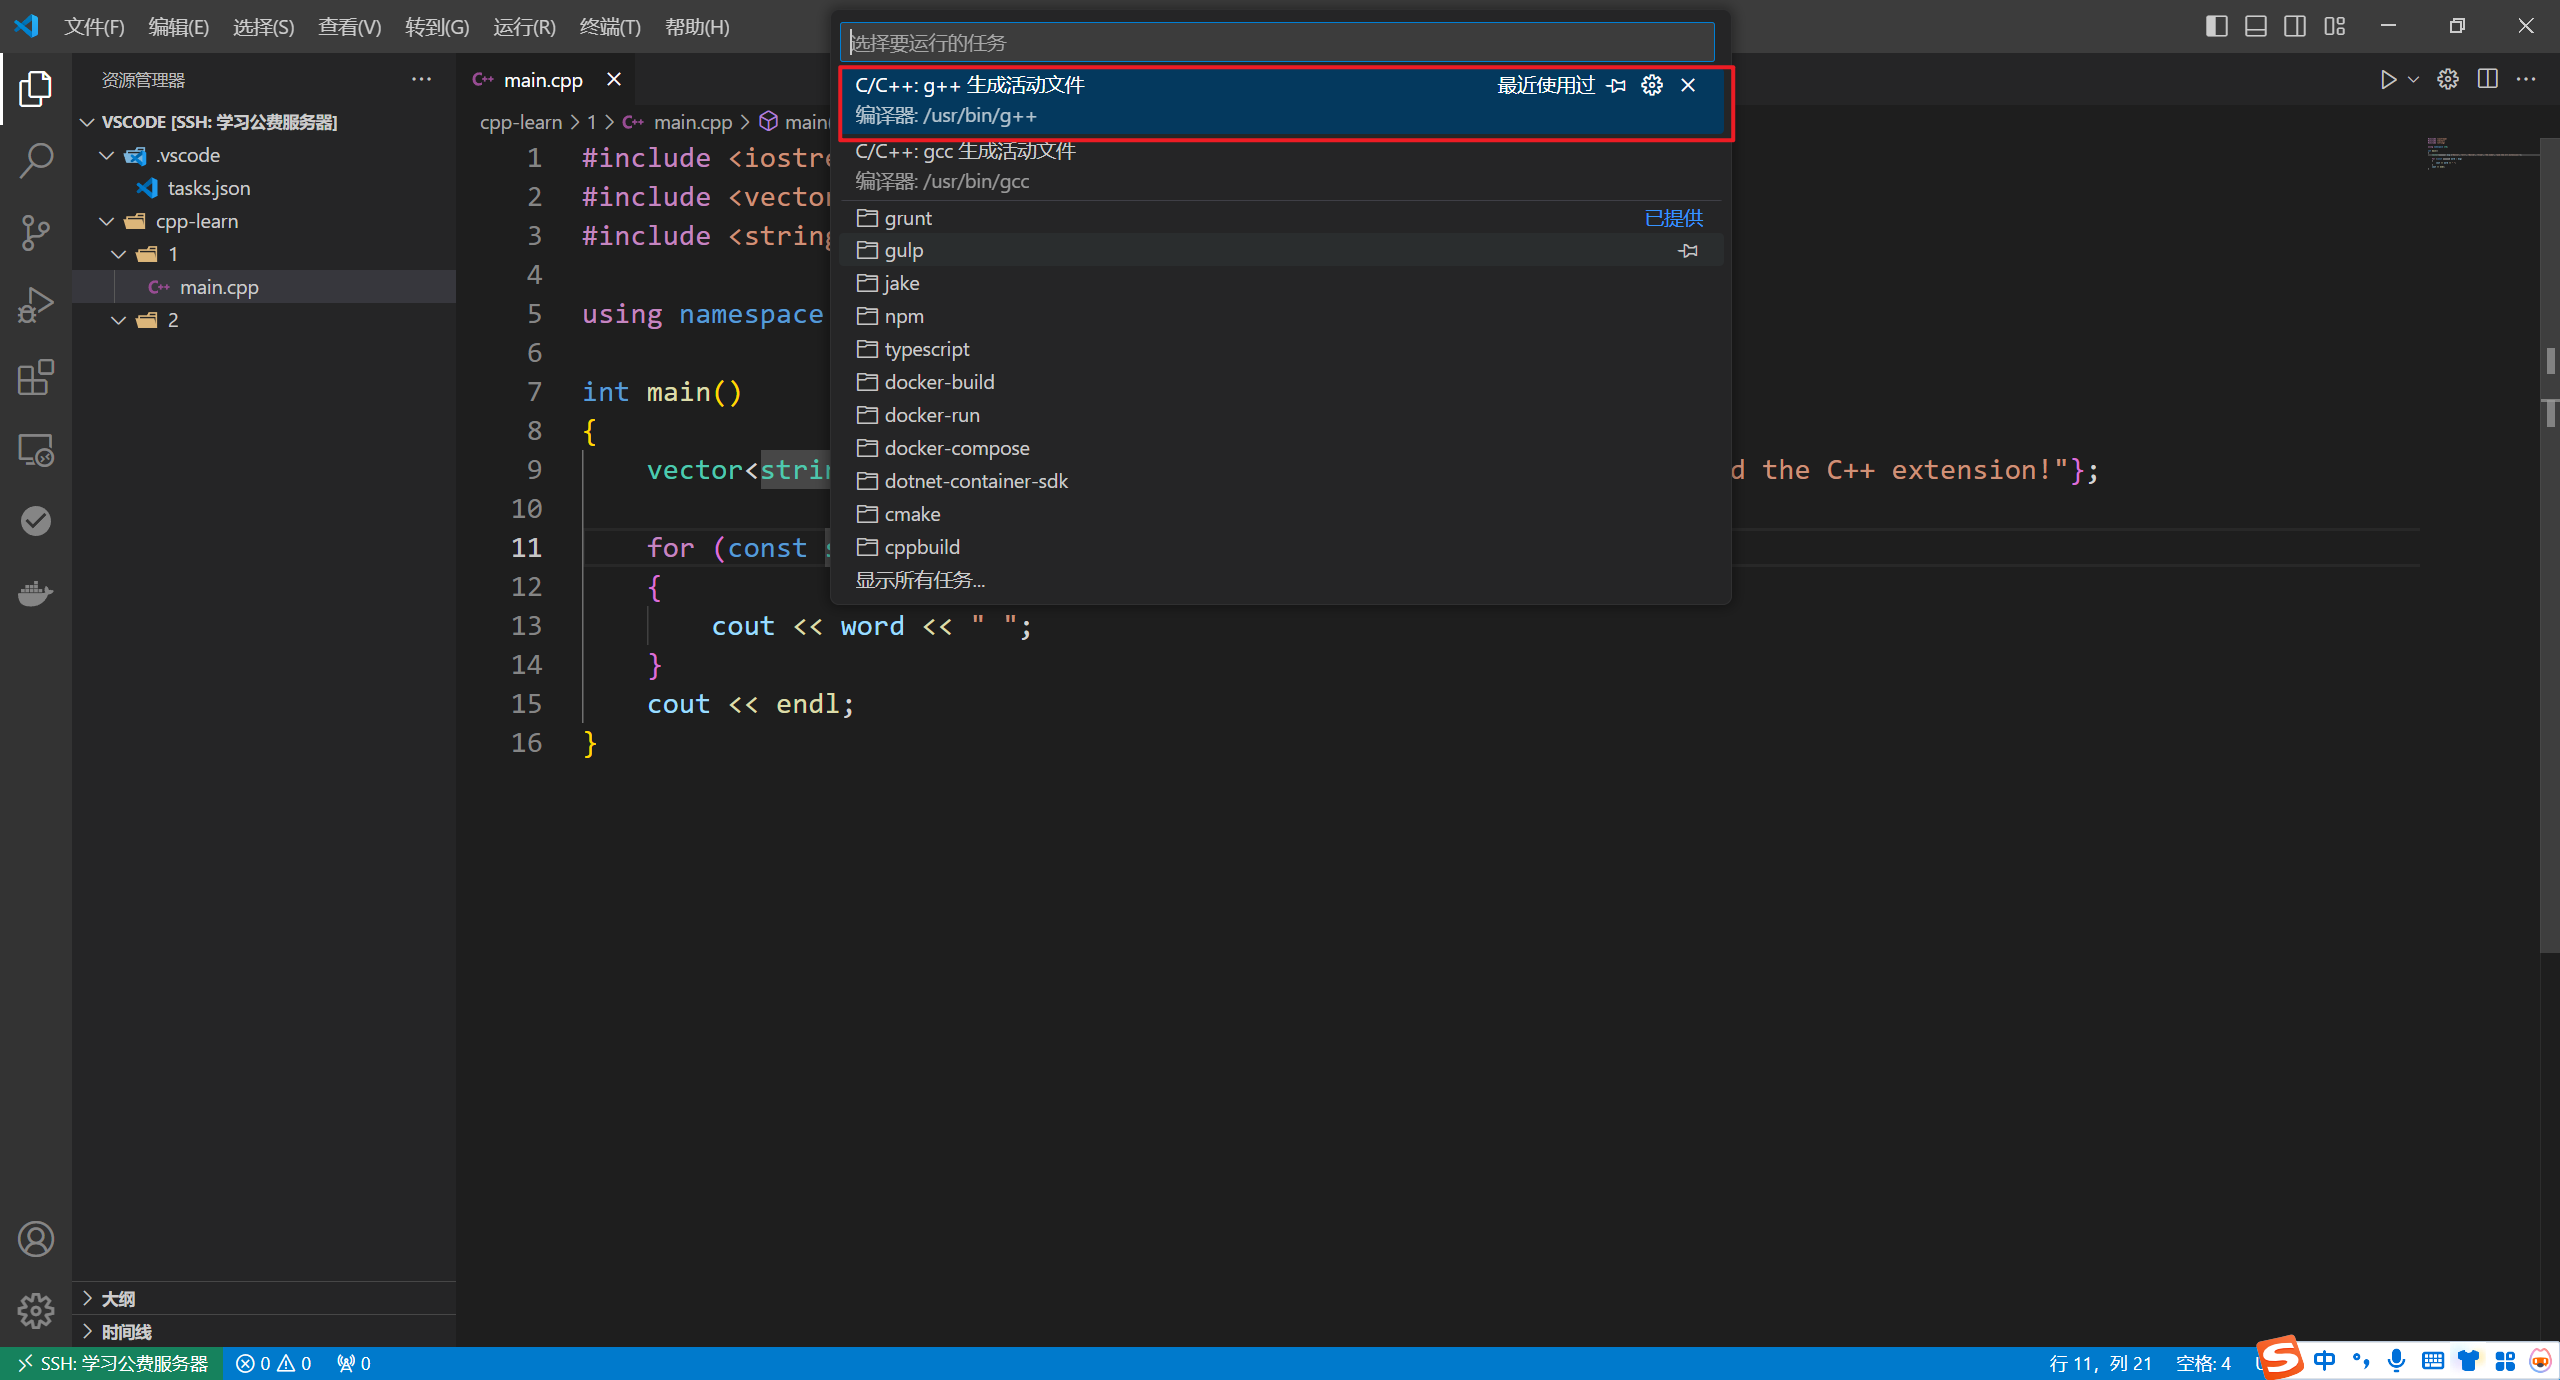 文件(F) 编辑(E) 选择(S) 查看(V) 转到(G) 运行(R) 终端(T) 帮助(H)
选择要运行的任务
C/C++: g++ 生成活动文件 最近使用过
编译器: /usr/bin/g++
C/C++: gcc 生成活动文件
编译器: /usr/bin/gcc
grunt 已提供
gulp
jake
npm
typescript
docker-build
docker-run
docker-compose
dotnet-container-sdk
cmake
cppbuild
显示所有任务...
资源管理器
VSCODE [SSH: 学习公费服务器]
.vscode
tasks.json
cpp-learn
1
main.cpp
2
大纲
时间线
main.cpp
cpp-learn > 1 > main.cpp > main(
1 #include <iostre
2 #include <vector
3 #include <string
4
5 using namespace
6
7 int main()
8 {
9 vector<strin d the C++ extension!"};
10
11 for (const s
12 {
13 cout << word << " ";
14 }
15 cout << endl;
16 }
SSH: 学习公费服务器 0 0 0 行 11，列 21 空格: 4 U
中